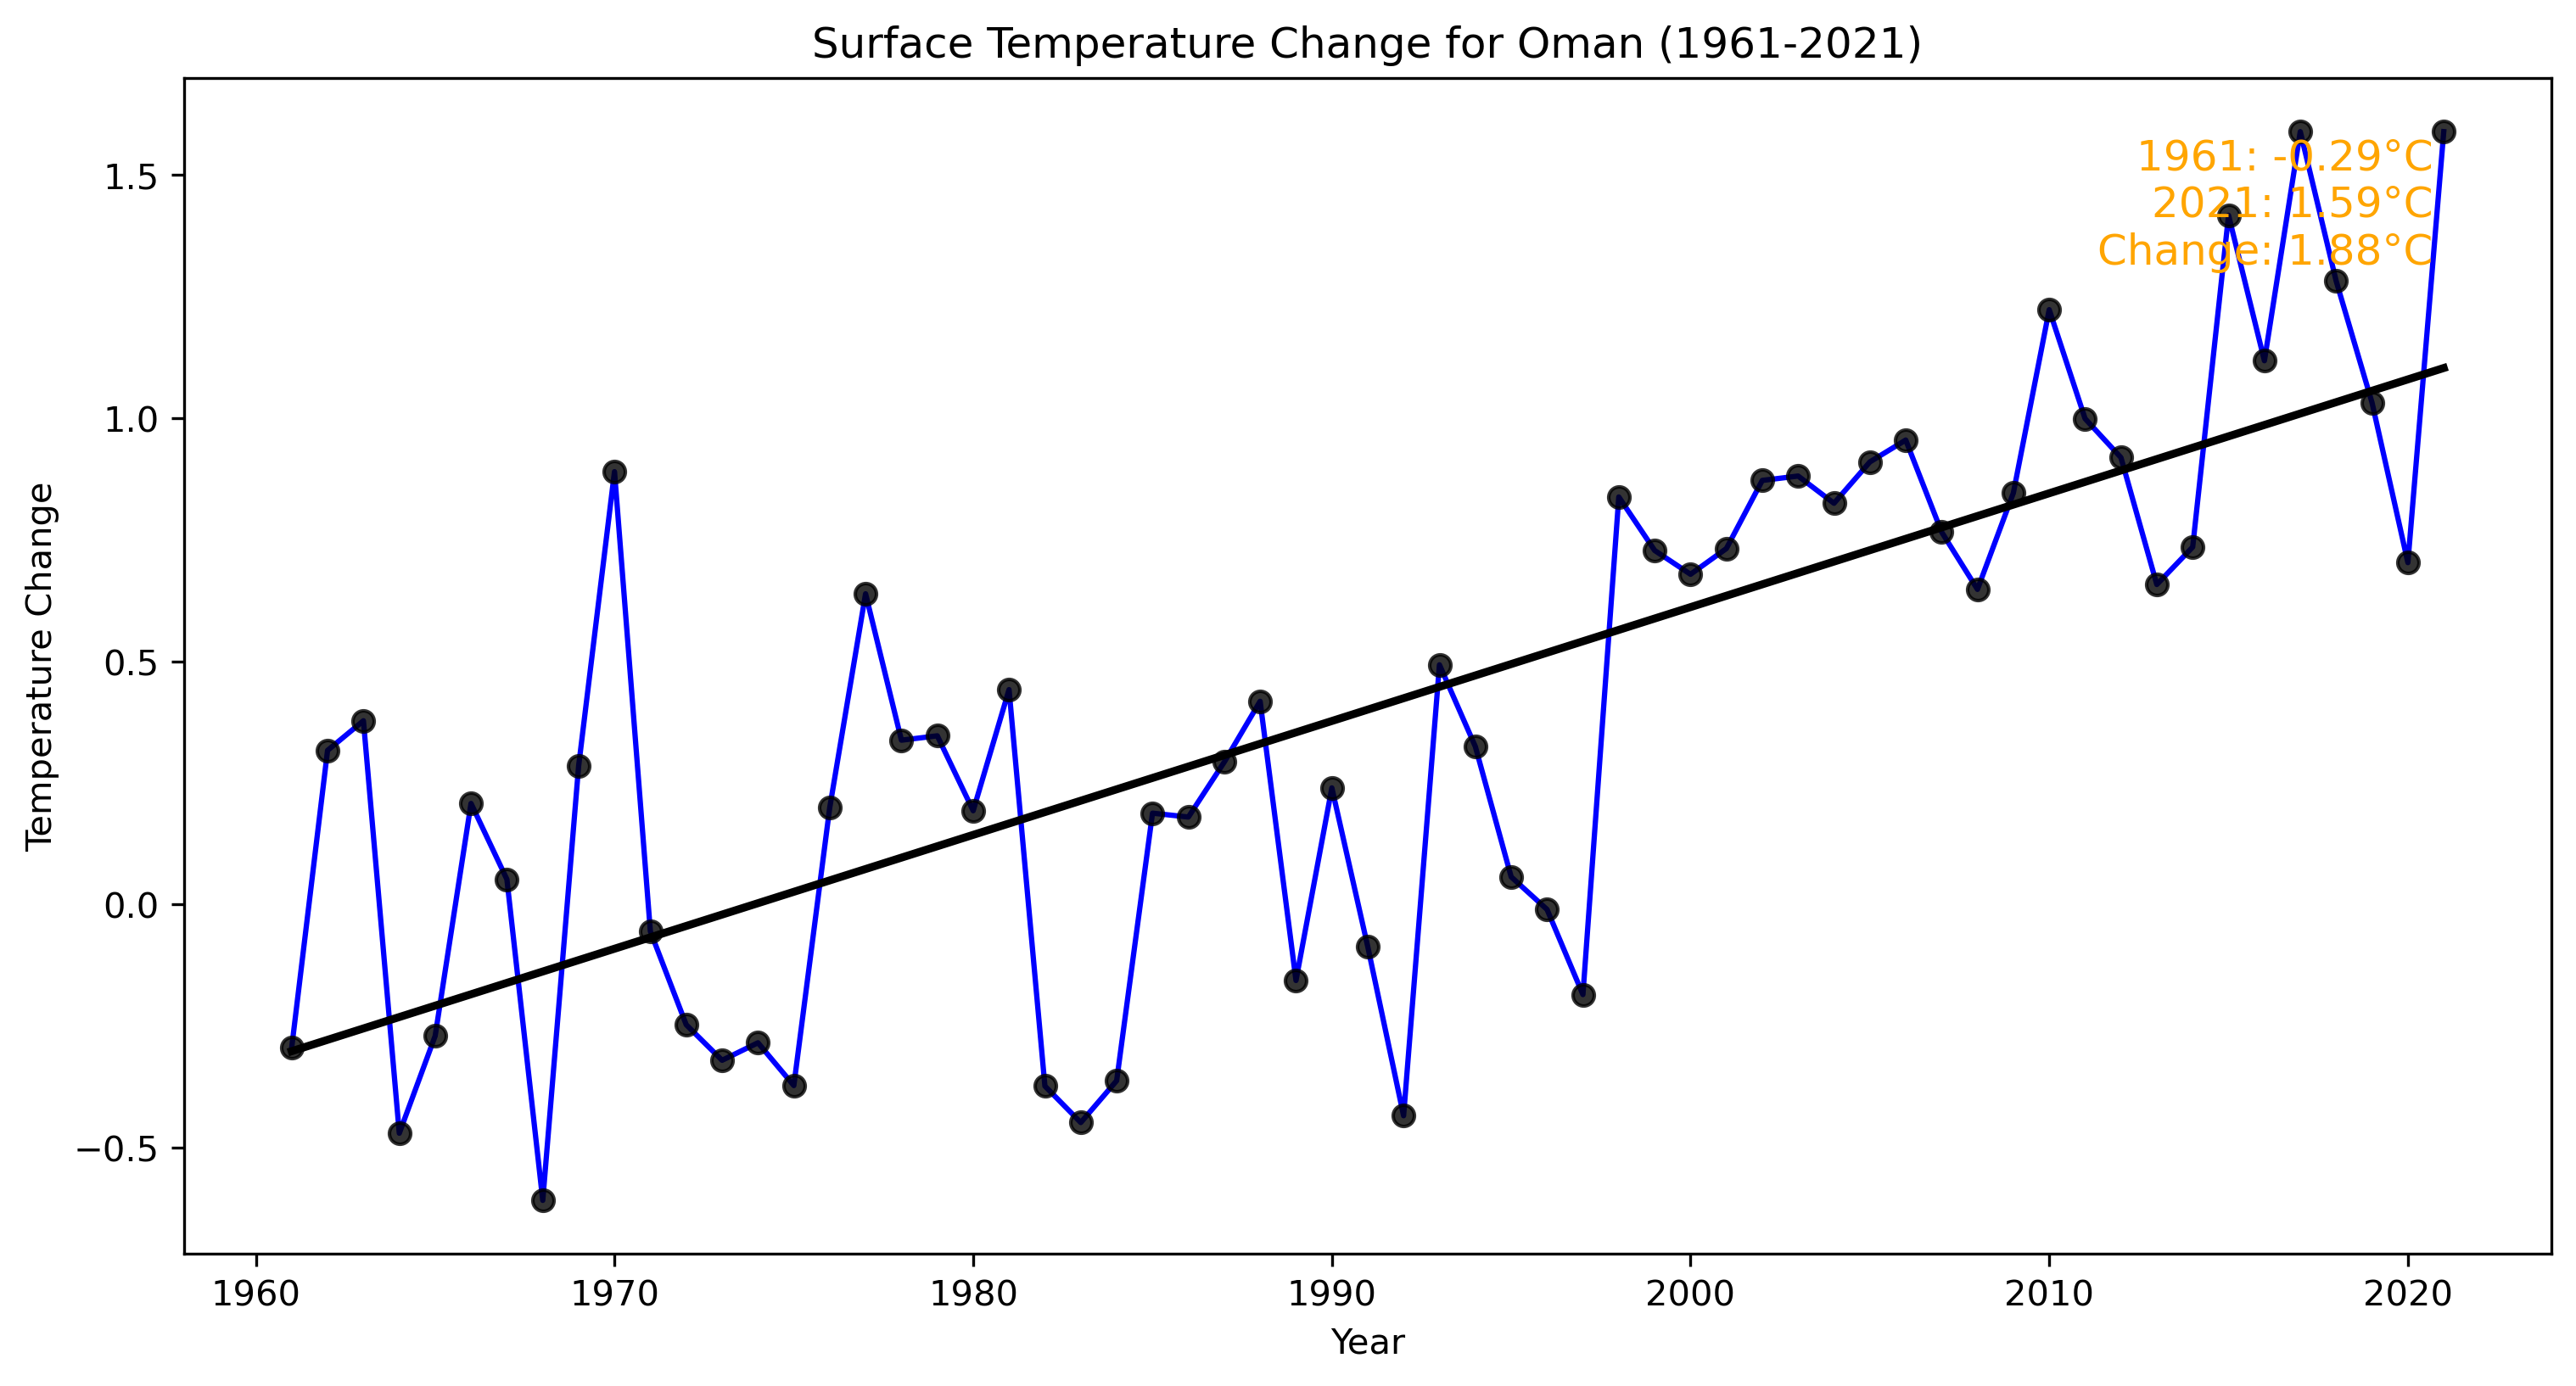 Surface Temperature Change for Oman (1961-2021)
1961: -0.29°C
2021: 1.59°C
Change: 1.88°C
1.5
1.0
0.5
0.0
−0.5
Temperature Change
1960 1970 1980 1990 2000 2010 2020
Year